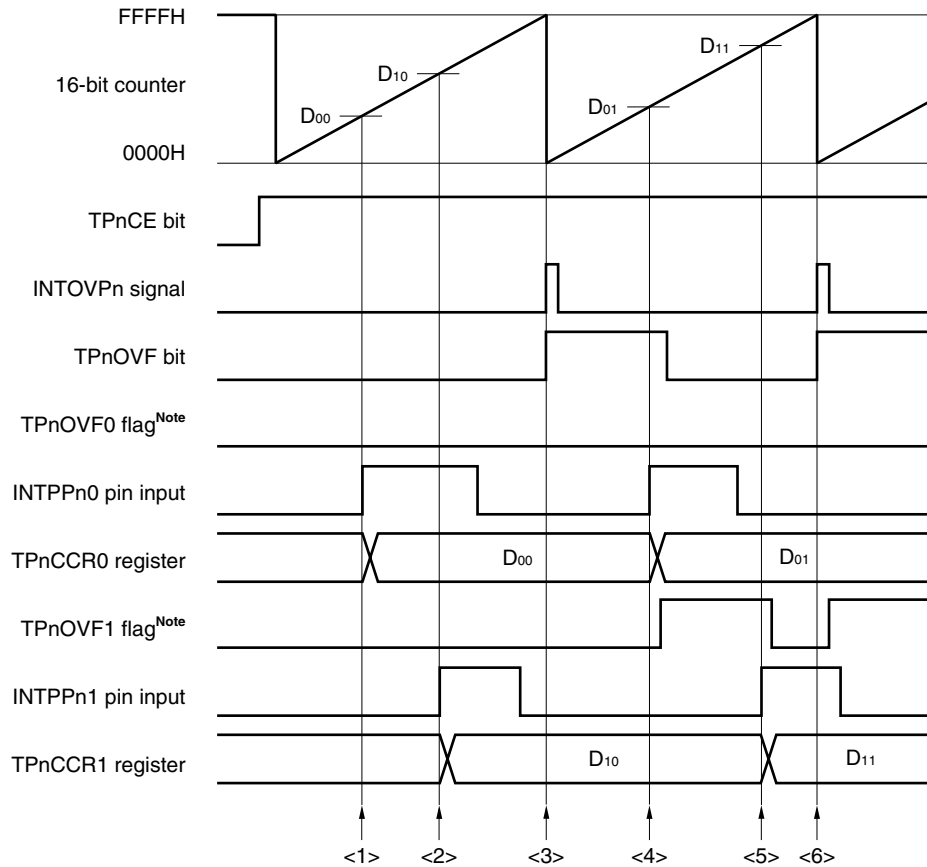 FFFFH
D11
D10
16-bit counter
D00
D01
0000H
TPnCE bit
INTOVPn signal
TPnOVF bit
TPnOVF0 flagNote
INTPPn0 pin input
TPnCCR0 register
D00
D01
TPnOVF1 flagNote
INTPPn1 pin input
TPnCCR1 register
D10
D11
<1> <2> <3> <4> <5> <6>